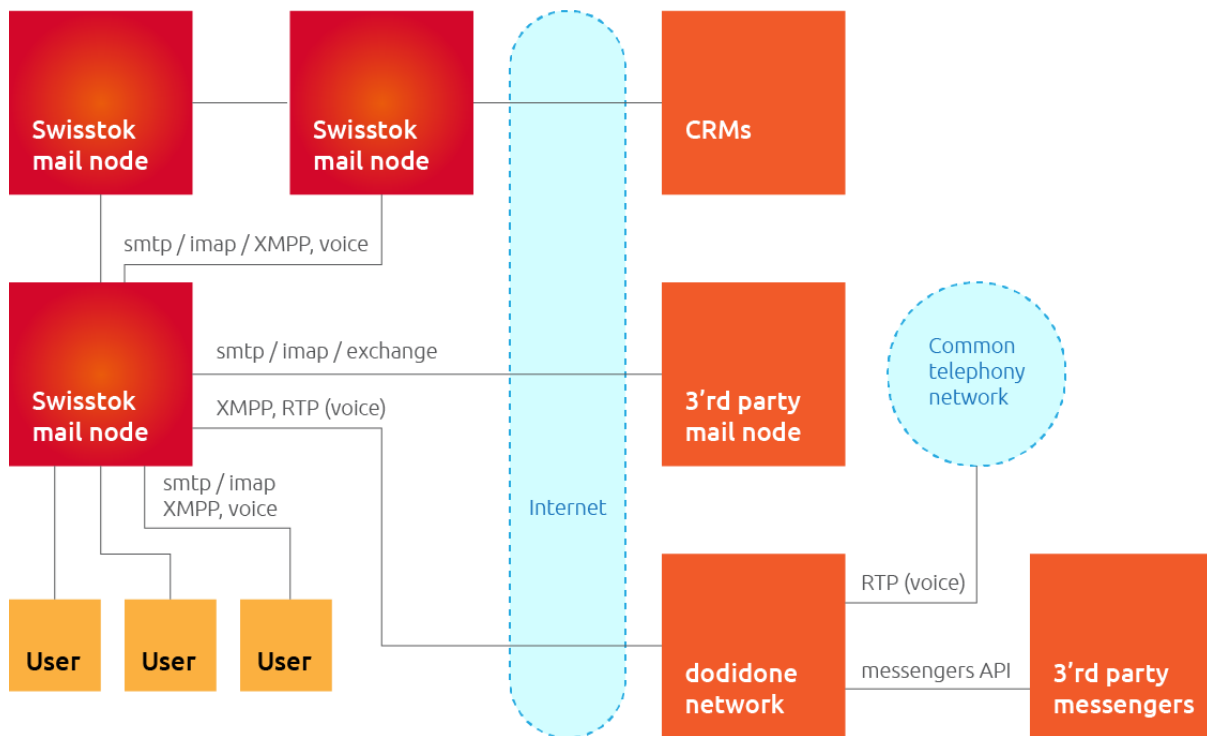 Swisstok
mail node
Swisstok
mail node
CRMs
smtp / imap / XMPP, voice
Swisstok
mail node
smtp / imap / exchange
XMPP, RTP (voice)
3’rd party
mail node
Common
telephony
network
smtp / imap
XMPP, voice
Internet
User
User
User
dodidone
network
RTP (voice)
messengers API
3’rd party
messengers